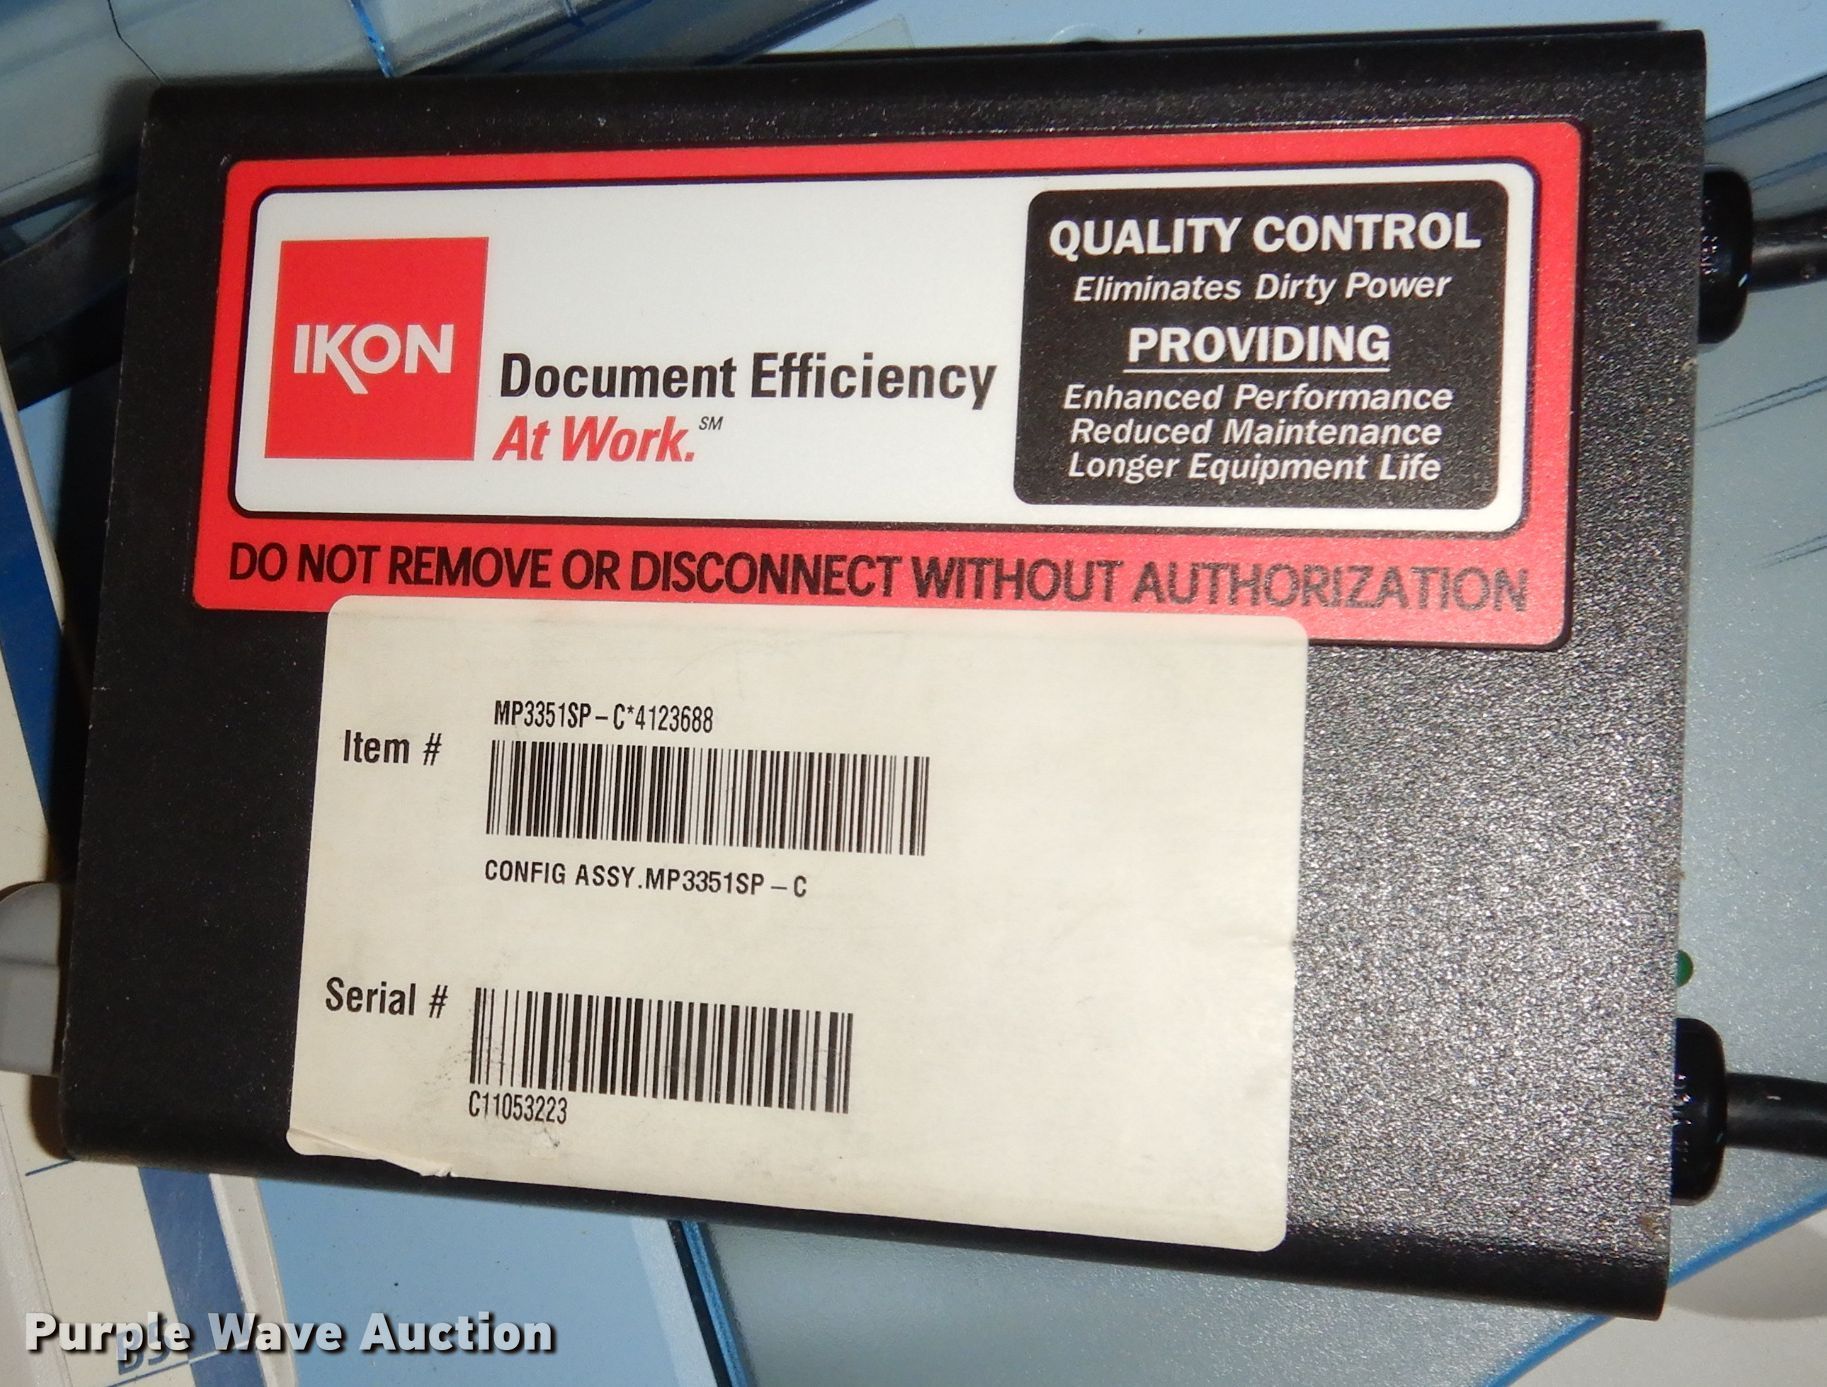 IKON
Document Efficiency
At Work.℠
QUALITY CONTROL
Eliminates Dirty Power
PROVIDING
Enhanced Performance
Reduced Maintenance
Longer Equipment Life
DO NOT REMOVE OR DISCONNECT WITHOUT AUTHORIZATION
Item #
MP3351SP-C*4123688
CONFIG ASSY.MP3351SP-C
Serial #
C11053223
Purple Wave Auction